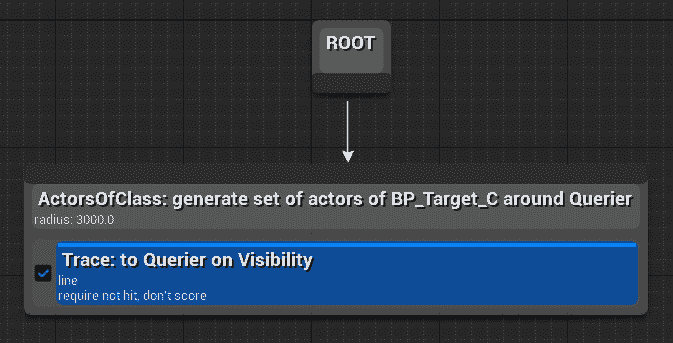 ROOT
ActorsOfClass: generate set of actors of BP_Target_C around Querier
radius: 3000.0
Trace: to Querier on Visibility
line
require not hit, don't score